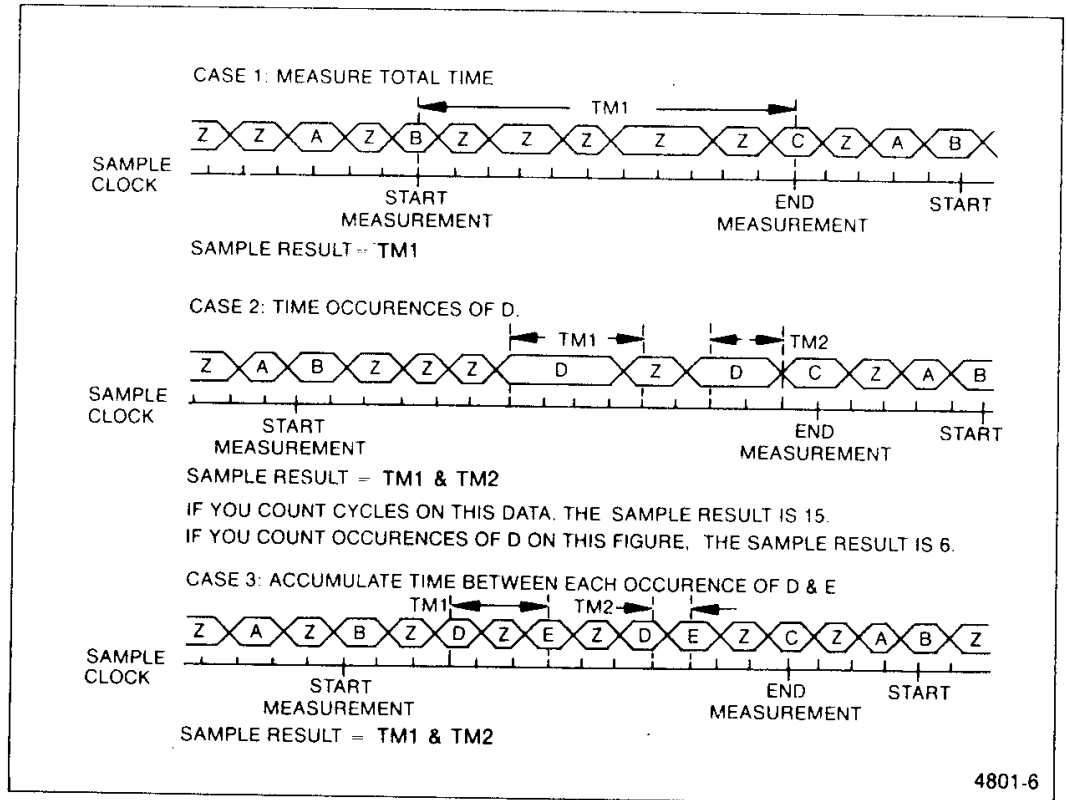 CASE 1: MEASURE TOTAL TIME
TM1
Z Z A Z B Z Z Z Z Z C Z A B
SAMPLE
CLOCK
START
MEASUREMENT
END
MEASUREMENT
START
SAMPLE RESULT = TM1
CASE 2: TIME OCCURENCES OF D.
TM1
TM2
Z A B Z Z Z D Z D C Z A B
SAMPLE
CLOCK
START
MEASUREMENT
END
MEASUREMENT
START
SAMPLE RESULT = TM1 & TM2
IF YOU COUNT CYCLES ON THIS DATA, THE SAMPLE RESULT IS 15.
IF YOU COUNT OCCURENCES OF D ON THIS FIGURE, THE SAMPLE RESULT IS 6.
CASE 3: ACCUMULATE TIME BETWEEN EACH OCCURENCE OF D & E
TM1
TM2
Z A Z B Z D Z E Z D E Z C Z A B Z
SAMPLE
CLOCK
START
MEASUREMENT
END
MEASUREMENT
START
SAMPLE RESULT = TM1 & TM2
4801-6